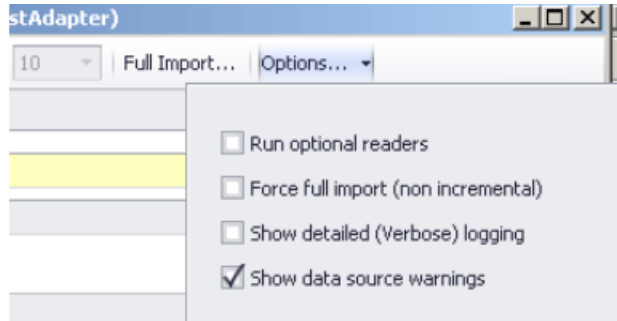 stAdapter)
10 Full Import... Options...
Run optional readers
Force full import (non incremental)
Show detailed (Verbose) logging
Show data source warnings